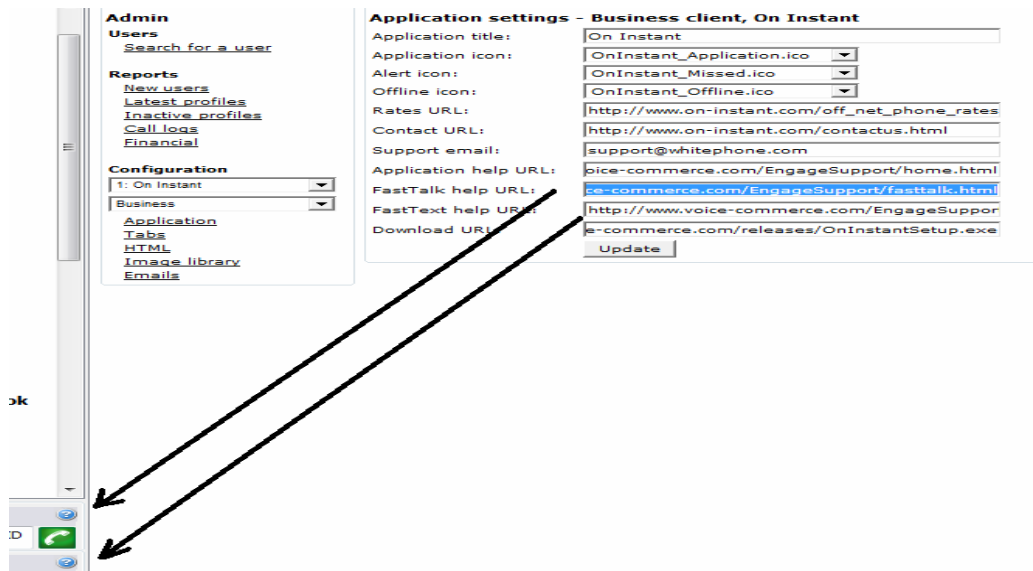 Admin
Users
Search for a user
Reports
New users
Latest profiles
Inactive profiles
Call logs
Financial
Configuration
1: On Instant
Business
Application
Tabs
HTML
Image library
Emails
Application settings - Business client, On Instant
Application title: On Instant
Application icon: OnInstant_Application.ico
Alert icon: OnInstant_Missed.ico
Offline icon: OnInstant_Offline.ico
Rates URL: http://www.on-instant.com/off_net_phone_rates
Contact URL: http://www.on-instant.com/contactus.html
Support email: support@whitephone.com
Application help URL: oice-commerce.com/EngageSupport/home.html
FastTalk help URL: ce-commerce.com/EngageSupport/fasttalk.html
FastText help URL: http://www.voice-commerce.com/EngageSuppor
Download URL e-commerce.com/releases/OnInstantSetup.exe
Update
ok